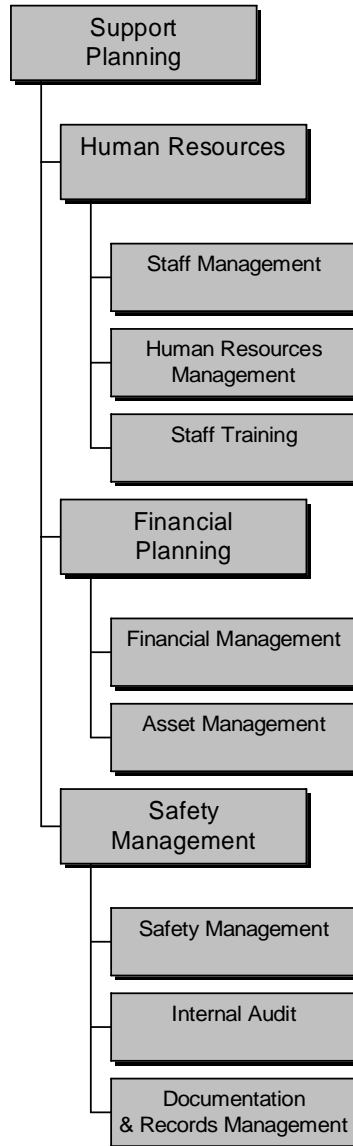 Support
Planning
Human Resources
Staff Management
Human Resources
Management
Staff Training
Financial
Planning
Financial Management
Asset Management
Safety
Management
Safety Management
Internal Audit
Documentation
& Records Management